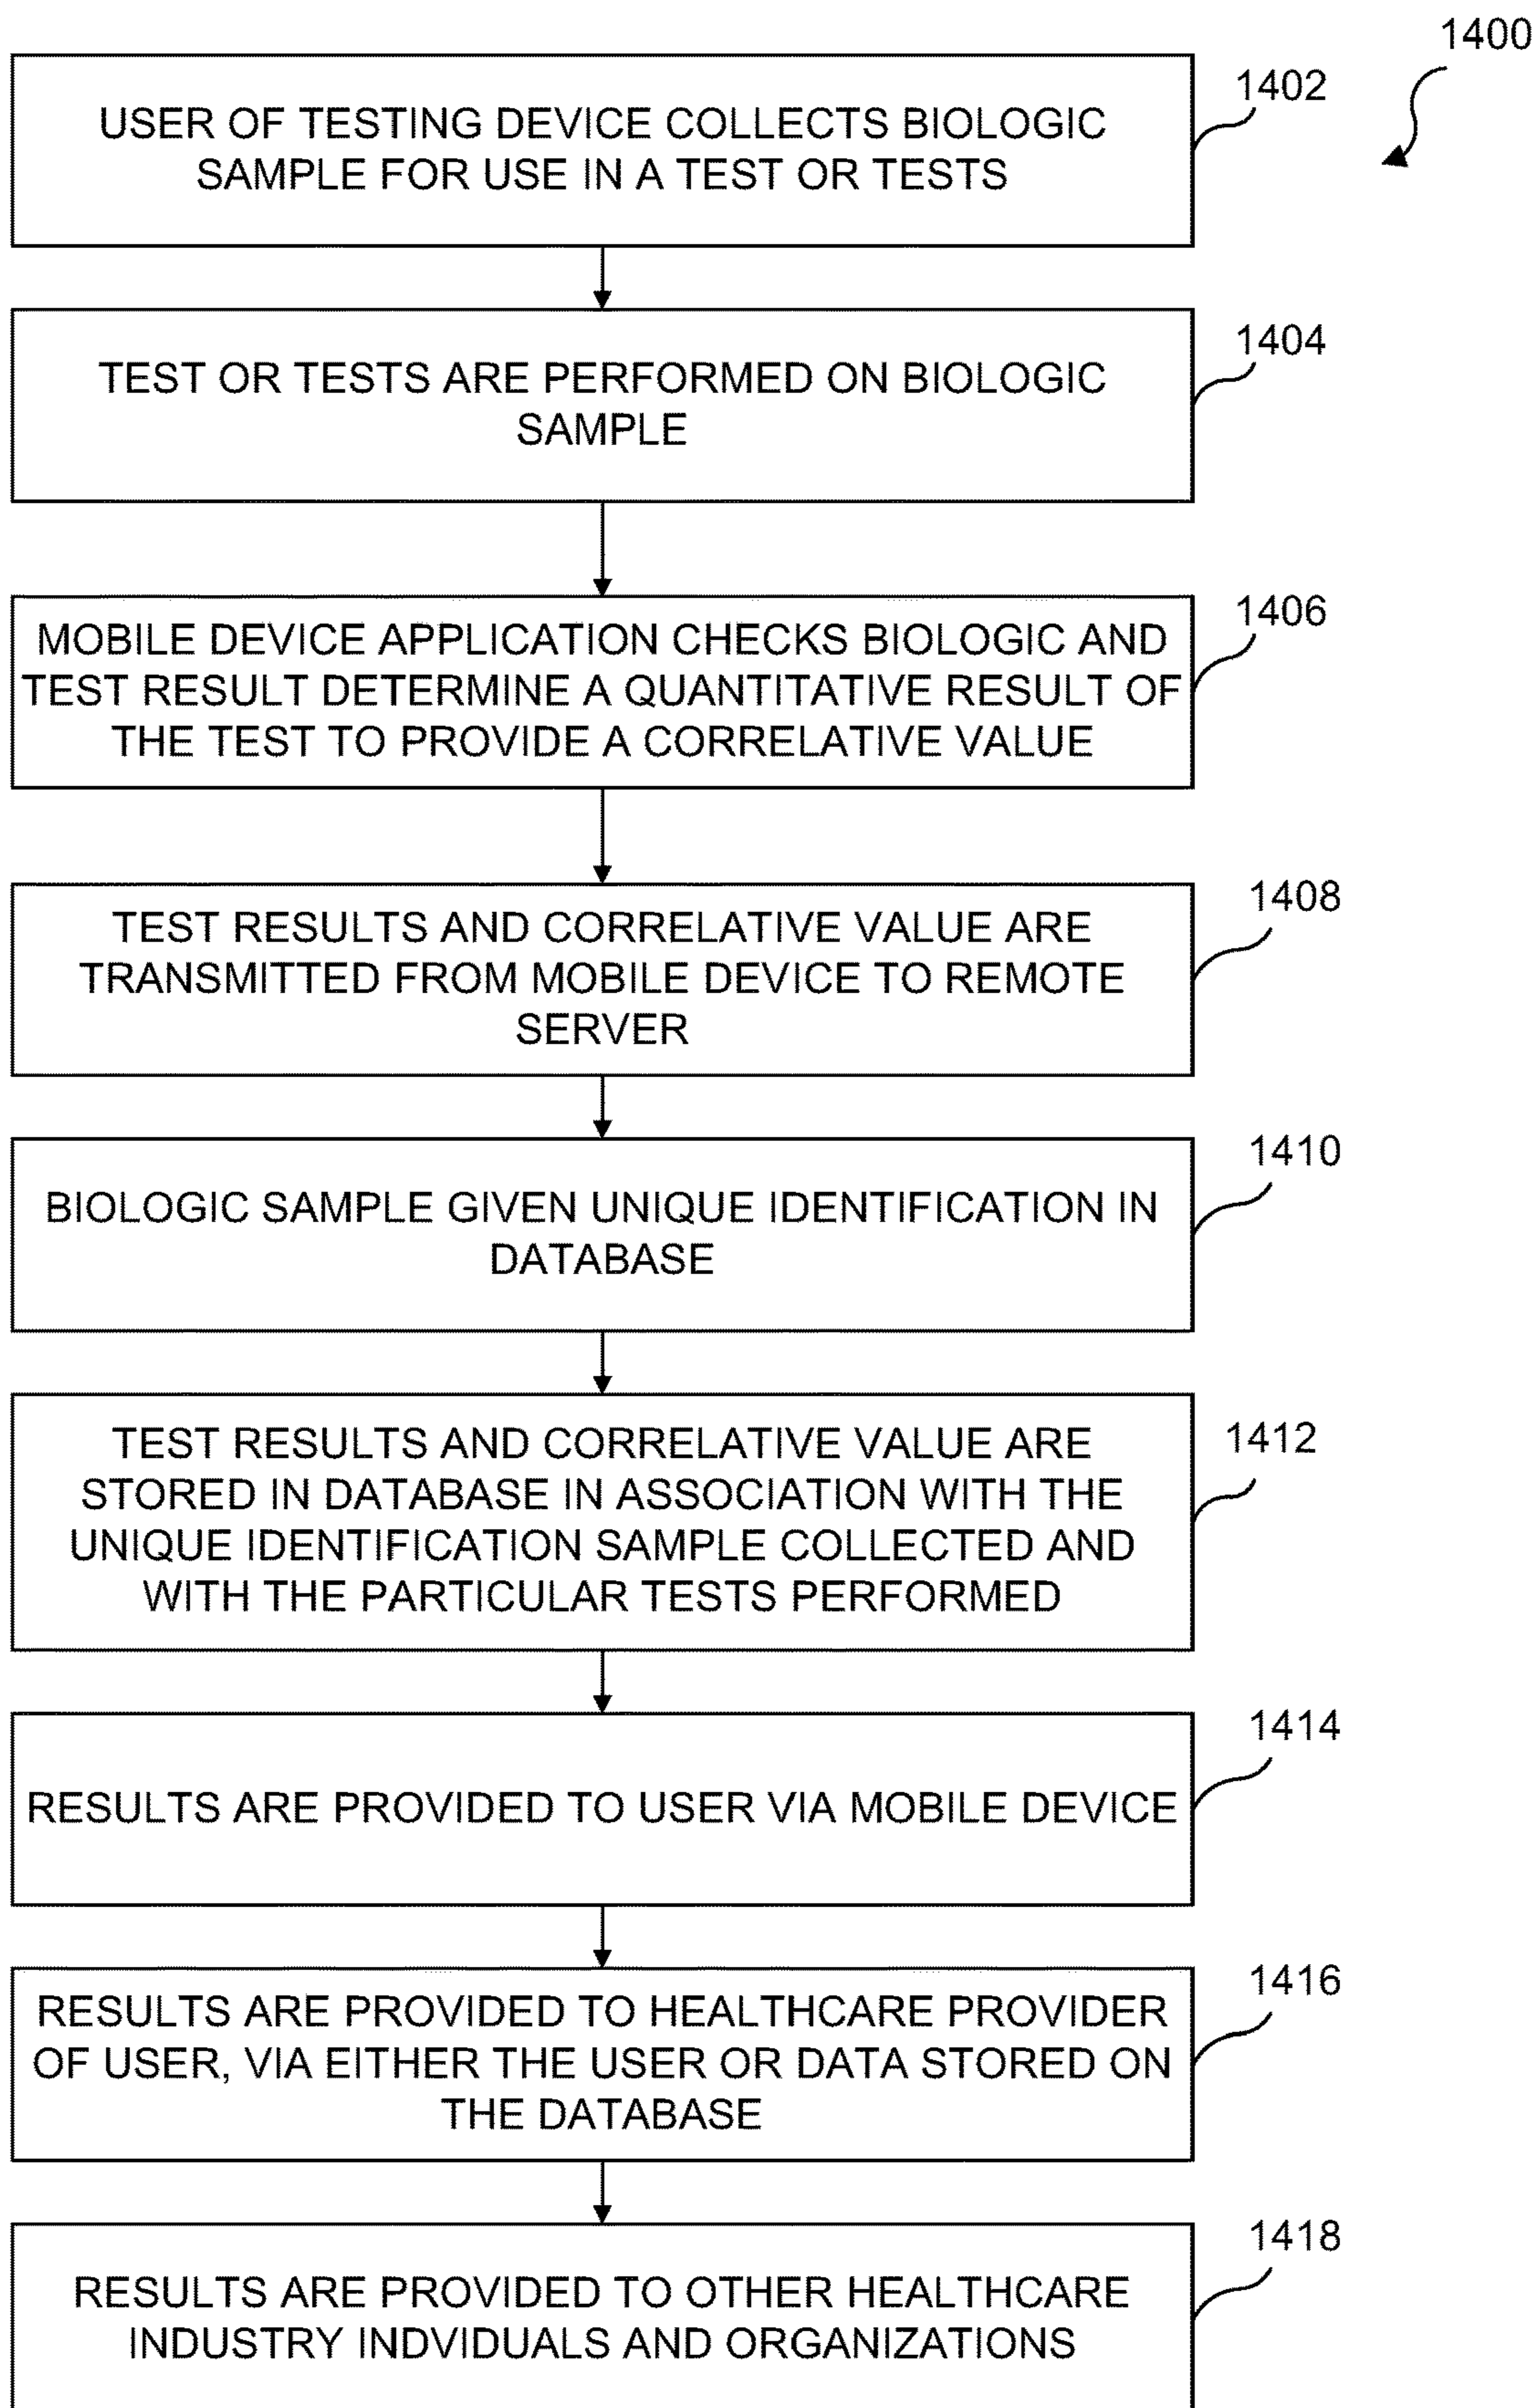 1400
1402
USER OF TESTING DEVICE COLLECTS BIOLOGIC
SAMPLE FOR USE IN A TEST OR TESTS
1404
TEST OR TESTS ARE PERFORMED ON BIOLOGIC
SAMPLE
1406
MOBILE DEVICE APPLICATION CHECKS BIOLOGIC AND
TEST RESULT DETERMINE A QUANTITATIVE RESULT OF
THE TEST TO PROVIDE A CORRELATIVE VALUE
1408
TEST RESULTS AND CORRELATIVE VALUE ARE
TRANSMITTED FROM MOBILE DEVICE TO REMOTE
SERVER
1410
BIOLOGIC SAMPLE GIVEN UNIQUE IDENTIFICATION IN
DATABASE
1412
TEST RESULTS AND CORRELATIVE VALUE ARE
STORED IN DATABASE IN ASSOCIATION WITH THE
UNIQUE IDENTIFICATION SAMPLE COLLECTED AND
WITH THE PARTICULAR TESTS PERFORMED
1414
RESULTS ARE PROVIDED TO USER VIA MOBILE DEVICE
1416
RESULTS ARE PROVIDED TO HEALTHCARE PROVIDER
OF USER, VIA EITHER THE USER OR DATA STORED ON
THE DATABASE
1418
RESULTS ARE PROVIDED TO OTHER HEALTHCARE
INDUSTRY INDVIDUALS AND ORGANIZATIONS